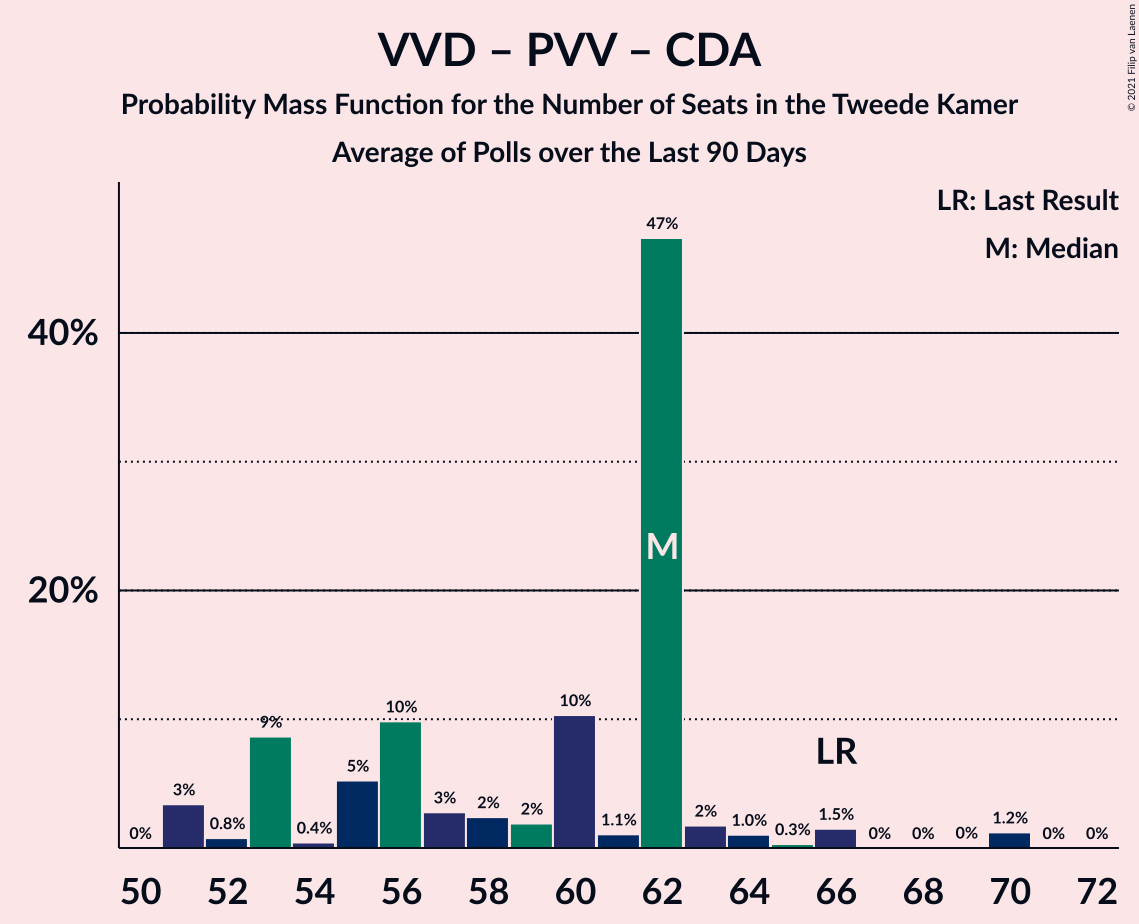 VVD – PVV – CDA
Probability Mass Function for the Number of Seats in the Tweede Kamer
Average of Polls over the Last 90 Days
© 2021 Filip van Laenen
LR: Last Result
M: Median
40%
20%
0%
3%
0.8%
9%
0.4%
5%
10%
3%
2%
2%
10%
1.1%
47%
M
2%
1.0%
0.3%
LR
1.5%
0%
0%
0%
1.2%
0%
0%
50 52 54 56 58 60 62 64 66 68 70 72